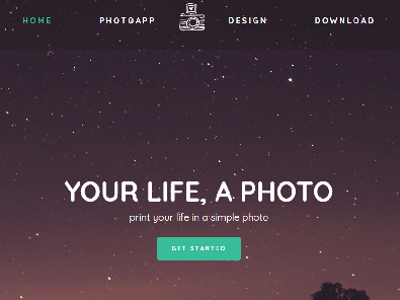 HOME PHOTOAPP DESIGN DOWNLOAD
YOUR LIFE, A PHOTO
print your life in a simple photo
GET STARTED